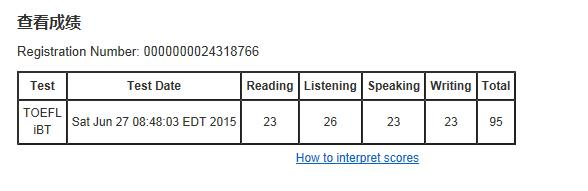 查看成绩
Registration Number: 0000000024318766
Test Test Date Reading Listening Speaking Writing Total
TOEFL
iBT Sat Jun 27 08:48:03 EDT 2015 23 26 23 23 95
How to interpret scores